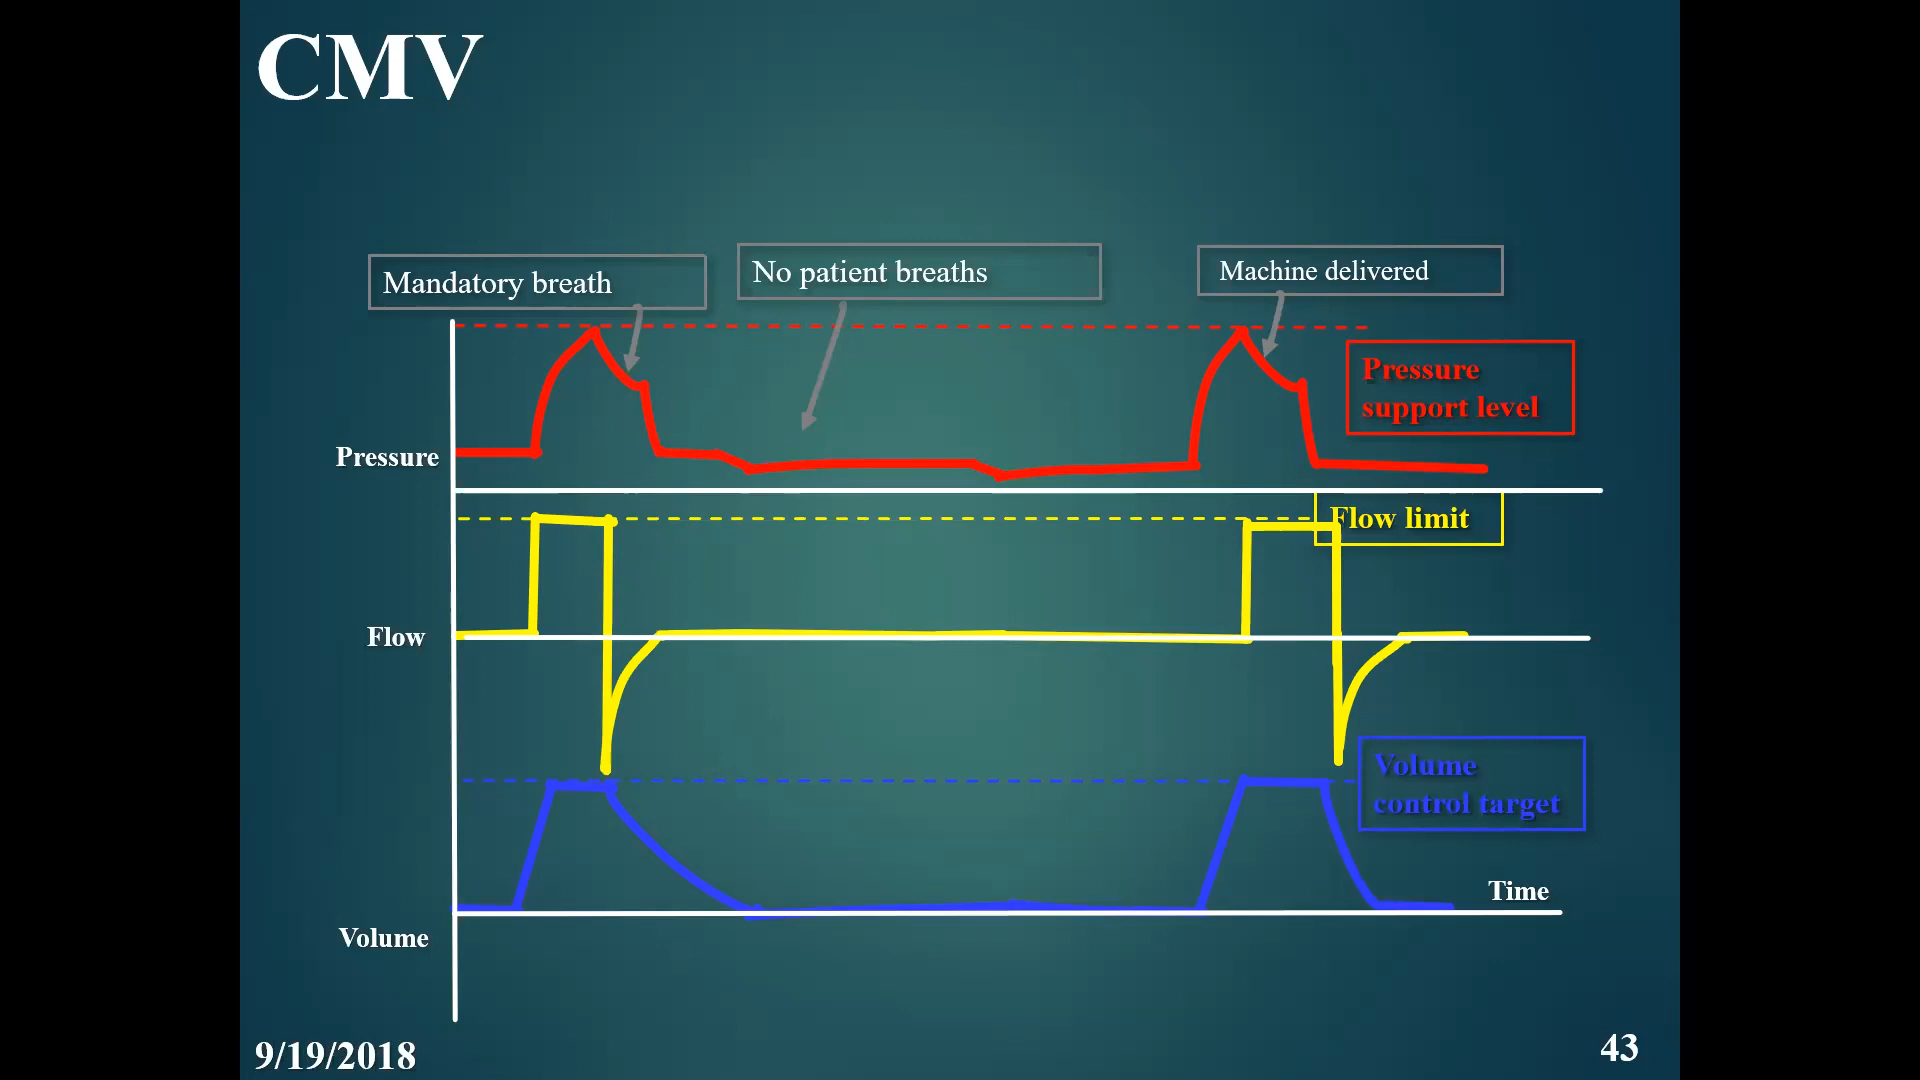 CMV
Mandatory breath
No patient breaths
Machine delivered
Pressure
support level
Pressure
Flow limit
Flow
Volume
control target
Time
Volume
9/19/2018
43